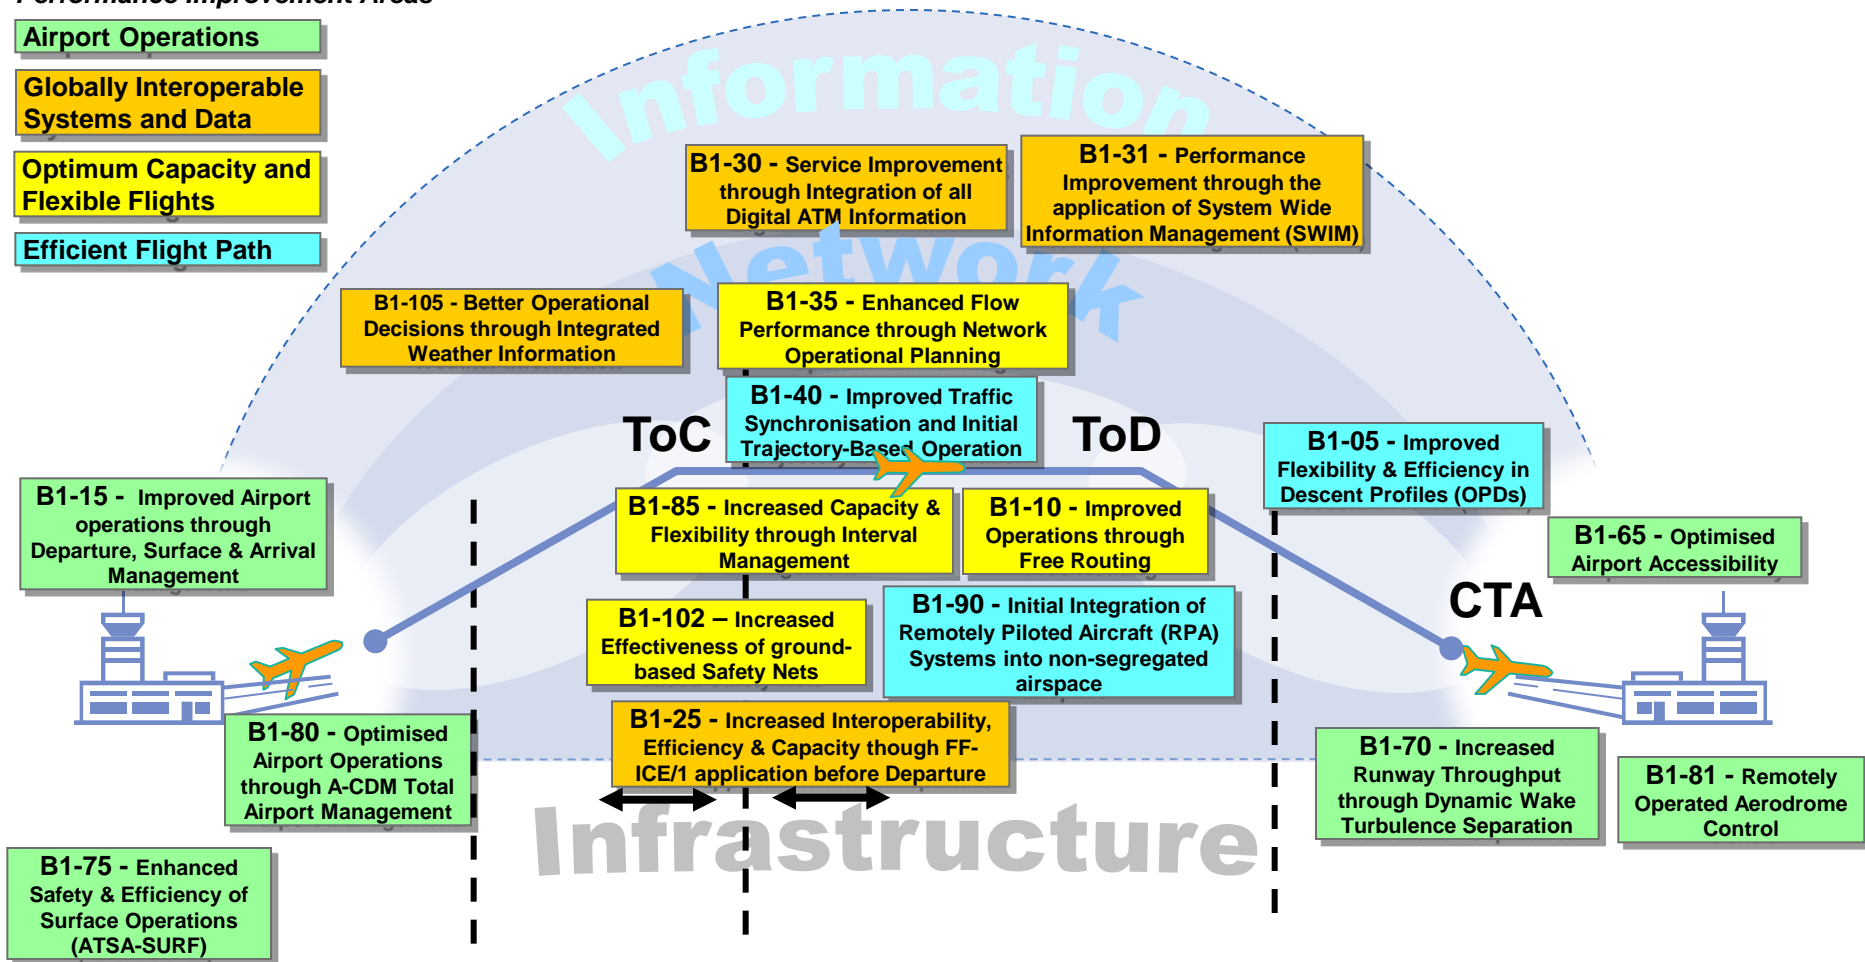 Performance Improvement Areas
Airport Operations
Globally Interoperable
Systems and Data
Optimum Capacity and
Flexible Flights
Efficient Flight Path
Information
B1-30 - Service Improvement
through Integration of all
Digital ATM Information
B1-31 - Performance
Improvement through the
application of System Wide
Information Management (SWIM)
Network
B1-105 - Better Operational
Decisions through Integrated
Weather Information
B1-35 - Enhanced Flow
Performance through Network
Operational Planning
B1-40 - Improved Traffic
Synchronisation and Initial
Trajectory-Based Operation
ToC
ToD
B1-05 - Improved
Flexibility & Efficiency in
Descent Profiles (OPDs)
B1-15 - Improved Airport
operations through
Departure, Surface & Arrival
Management
B1-85 - Increased Capacity &
Flexibility through Interval
Management
B1-10 - Improved
Operations through
Free Routing
B1-65 - Optimised
Airport Accessibility
CTA
B1-102 – Increased
Effectiveness of ground-
based Safety Nets
B1-90 - Initial Integration of
Remotely Piloted Aircraft (RPA)
Systems into non-segregated
airspace
B1-80 - Optimised
Airport Operations
through A-CDM Total
Airport Management
B1-25 - Increased Interoperability,
Efficiency & Capacity though FF-
ICE/1 application before Departure
B1-70 - Increased
Runway Throughput
through Dynamic Wake
Turbulence Separation
B1-81 - Remotely
Operated Aerodrome
Control
Infrastructure
B1-75 - Enhanced
Safety & Efficiency of
Surface Operations
(ATSA-SURF)